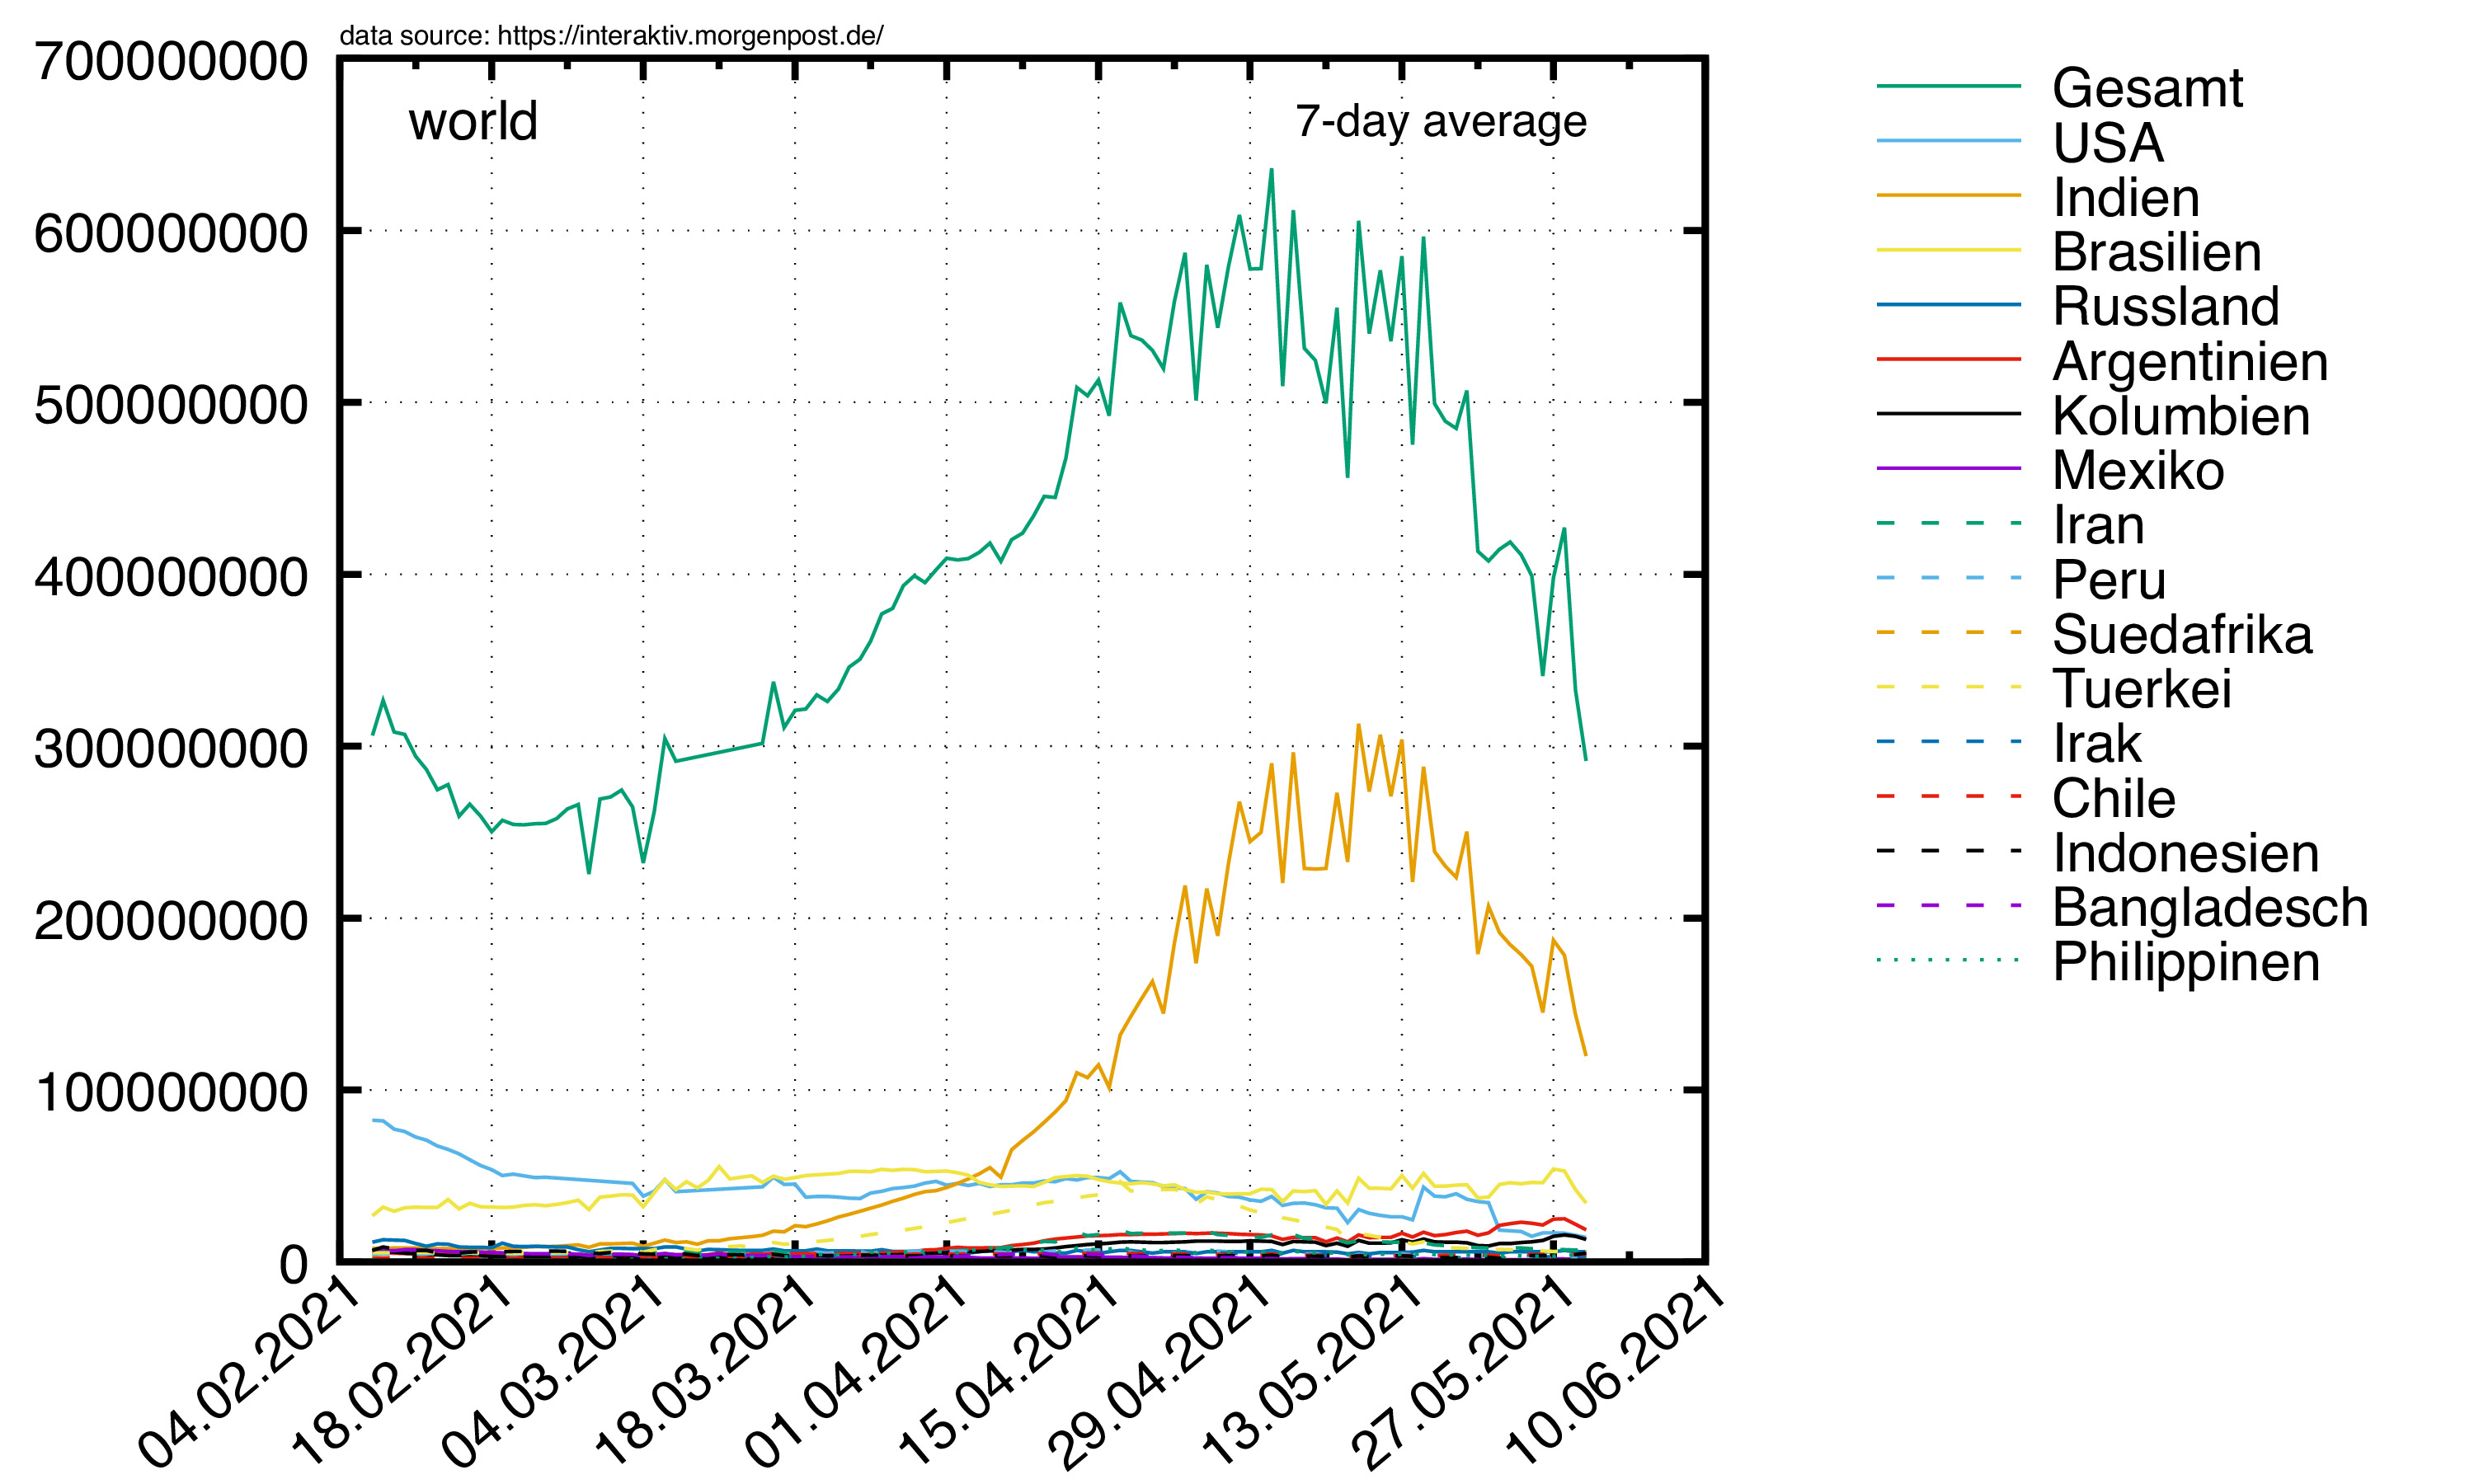 data source: https://interaktiv.morgenpost.de/
700000000
600000000
500000000
400000000
300000000
200000000
100000000
0
world
7-day average
04.02.2021
18.02.2021
04.03.2021
18.03.2021
01.04.2021
15.04.2021
29.04.2021
13.05.2021
27.05.2021
10.06.2021
Gesamt
USA
Indien
Brasilien
Russland
Argentinien
Kolumbien
Mexiko
Iran
Peru
Suedafrika
Tuerkei
Irak
Chile
Indonesien
Bangladesch
Philippinen